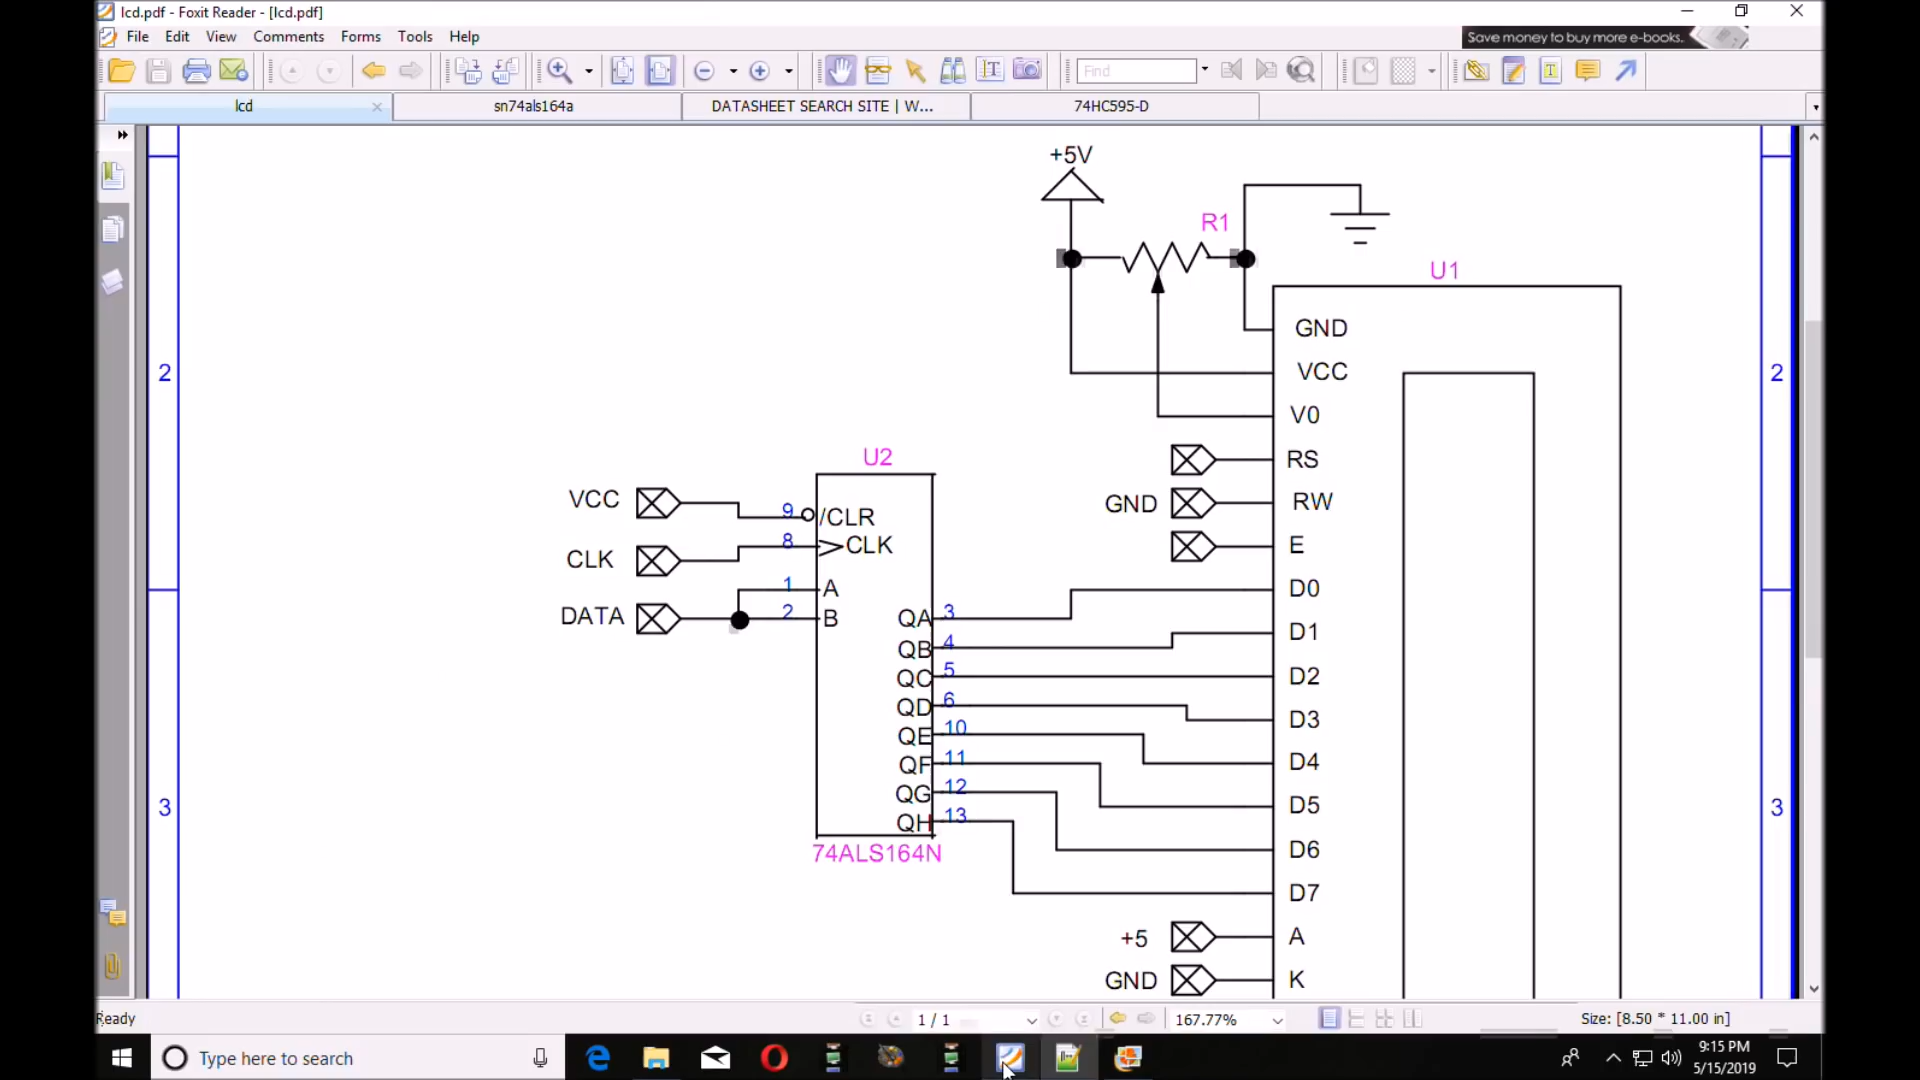 lcd.pdf - Foxit Reader - [lcd.pdf]
File Edit View Comments Forms Tools Help
Save money to buy more e-books.
Find
lcd
sn74als164a
DATASHEET SEARCH SITE | W...
74HC595-D
+5V
R1
U1
GND
2
VCC
2
V0
U2
RS
VCC
9
/CLR
GND
RW
CLK
8
CLK
E
1
A
D0
DATA
2
B
QA
3
D1
QB
4
QC
5
D2
QD
6
D3
QE
10
D4
QF
11
QG
12
D5
3
QH
13
3
74ALS164N
D6
D7
+5
A
GND
K
Ready
1 / 1
167.77%
Size: [8.50 * 11.00 in]
Type here to search
9:15 PM
5/15/2019